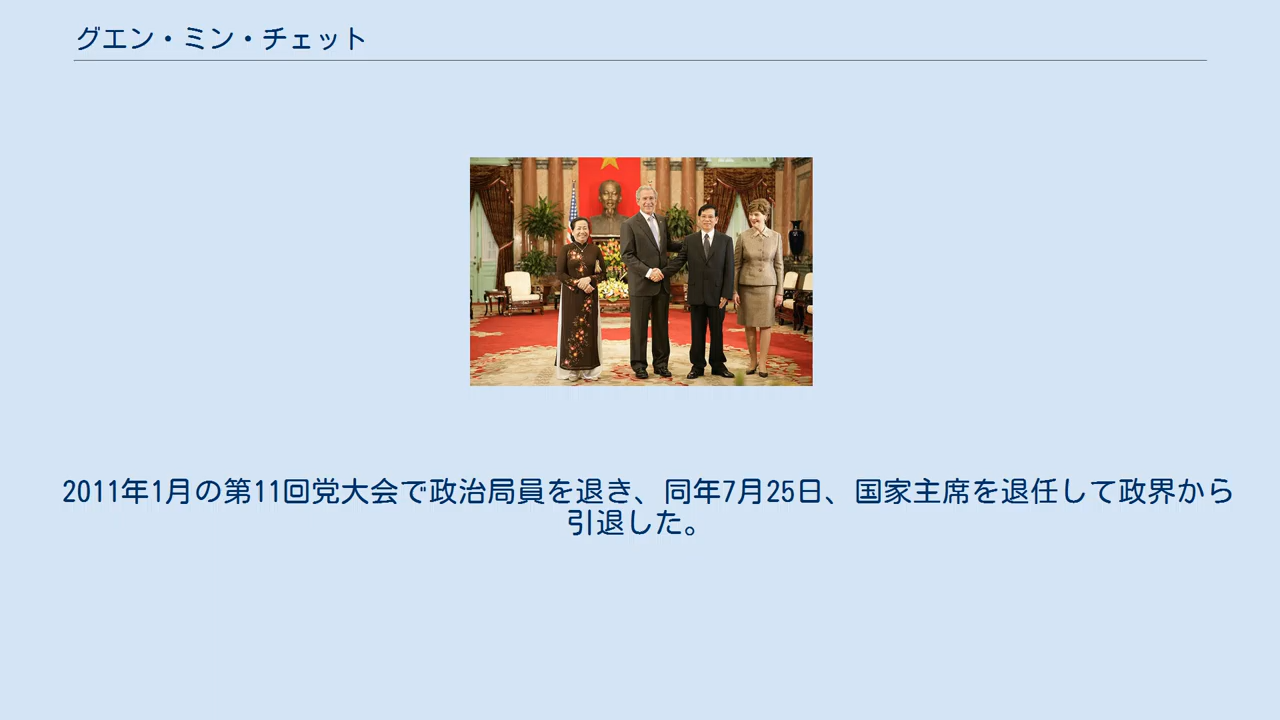 グエン・ミン・チェット
2011年1月の第11回党大会で政治局員を退き、同年7月25日、国家主席を退任して政界から
引退した。